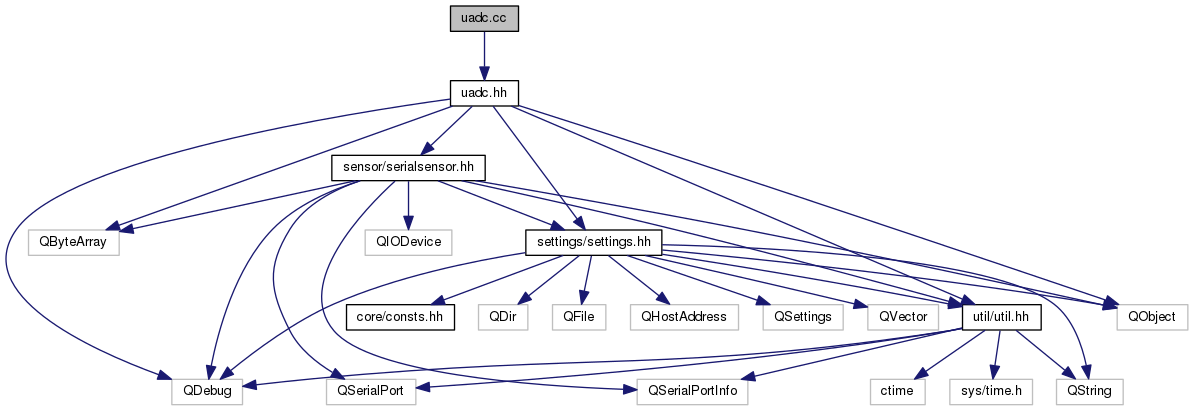 uadc.cc
uadc.hh
sensor/serialsensor.hh
QByteArray
QIODevice
settings/settings.hh
core/consts.hh
QDir
QFile
QHostAddress
QSettings
QVector
util/util.hh
QObject
QDebug
QSerialPort
QSerialPortInfo
ctime
sys/time.h
QString